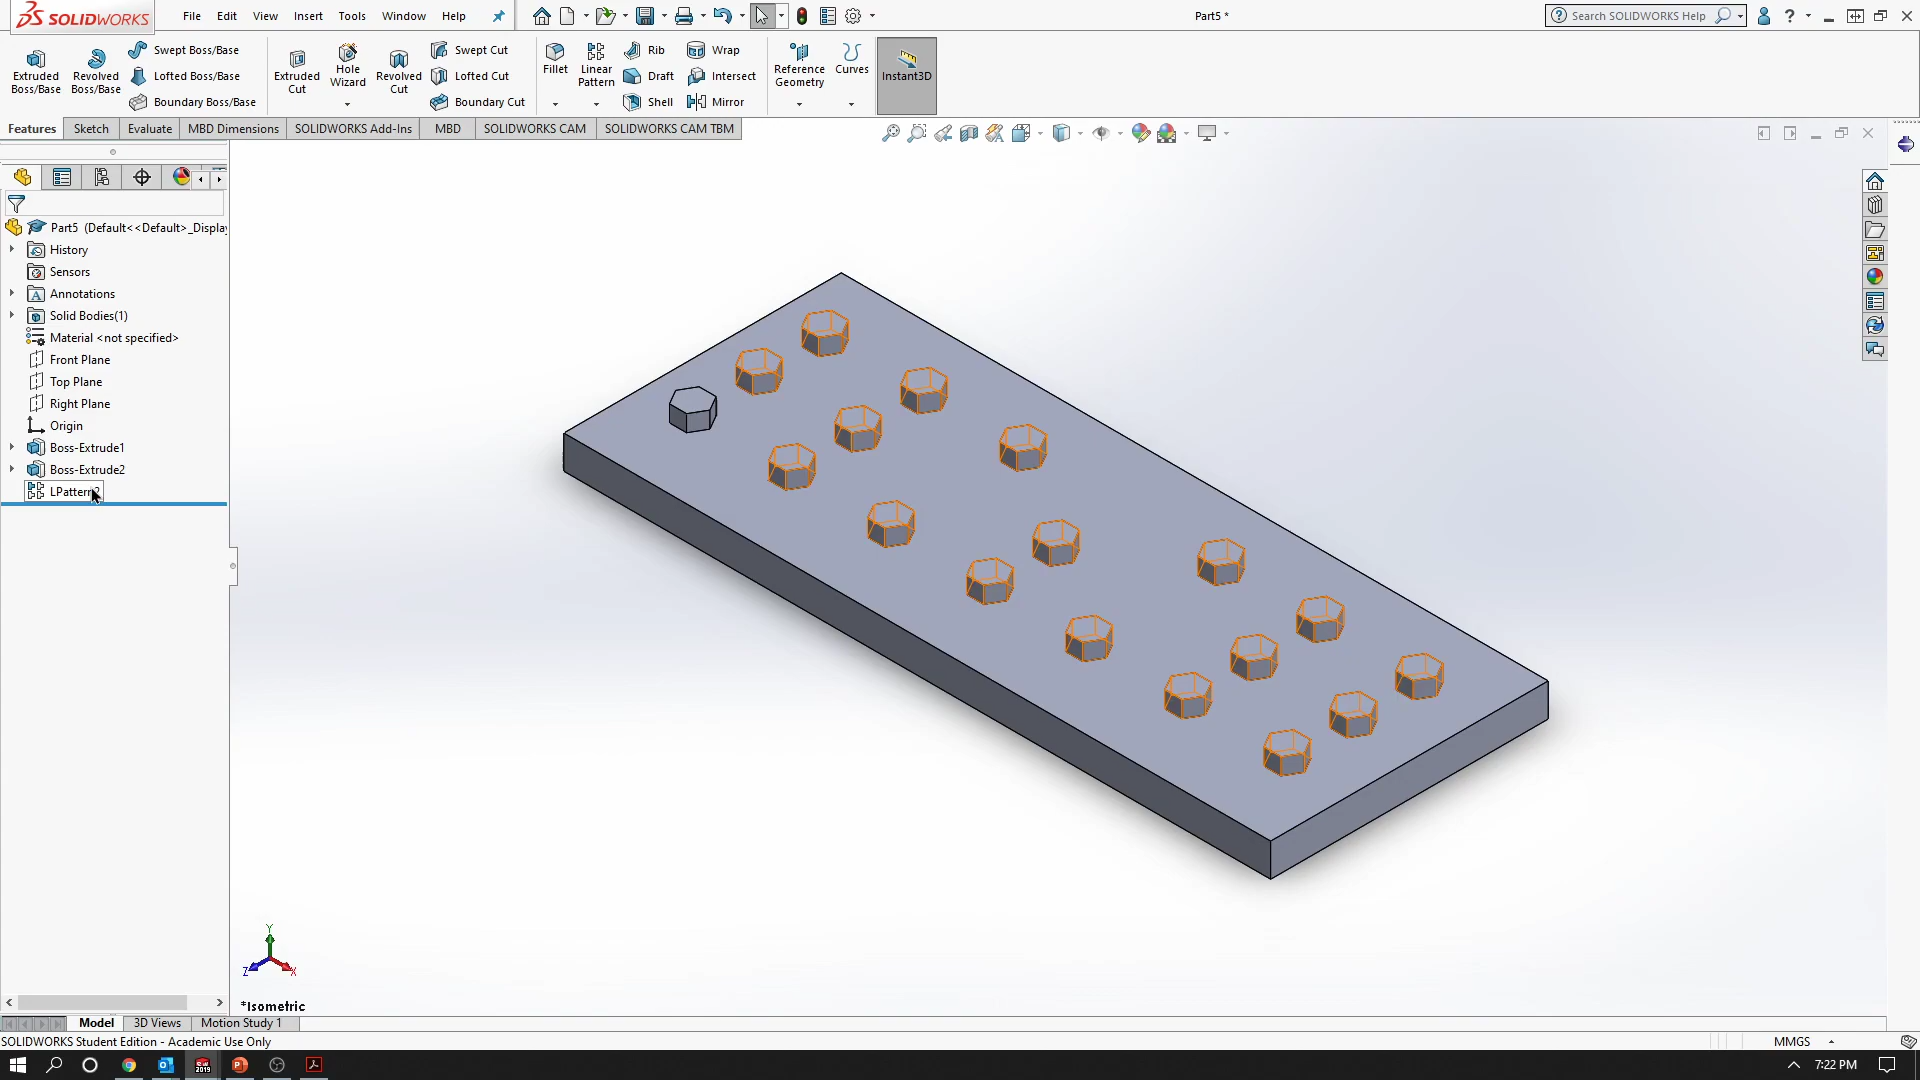 SOLIDWORKS File Edit View Insert Tools Window Help Part5 * Search SOLIDWORKS Help
Extruded Boss/Base
Revolved Boss/Base
Swept Boss/Base
Lofted Boss/Base
Boundary Boss/Base
Extruded Cut
Hole Wizard
Revolved Cut
Swept Cut
Lofted Cut
Boundary Cut
Fillet
Linear Pattern
Rib
Draft
Shell
Wrap
Intersect
Mirror
Reference Geometry
Curves
Instant3D
Features Sketch Evaluate MBD Dimensions SOLIDWORKS Add-Ins MBD SOLIDWORKS CAM SOLIDWORKS CAM TBM
Part5 (Default<<Default>_Display
History
Sensors
Annotations
Solid Bodies(1)
Material <not specified>
Front Plane
Top Plane
Right Plane
Origin
Boss-Extrude1
Boss-Extrude2
Y
Z X
*Isometric
Model 3D Views Motion Study 1
SOLIDWORKS Student Edition - Academic Use Only MMGS
7:22 PM